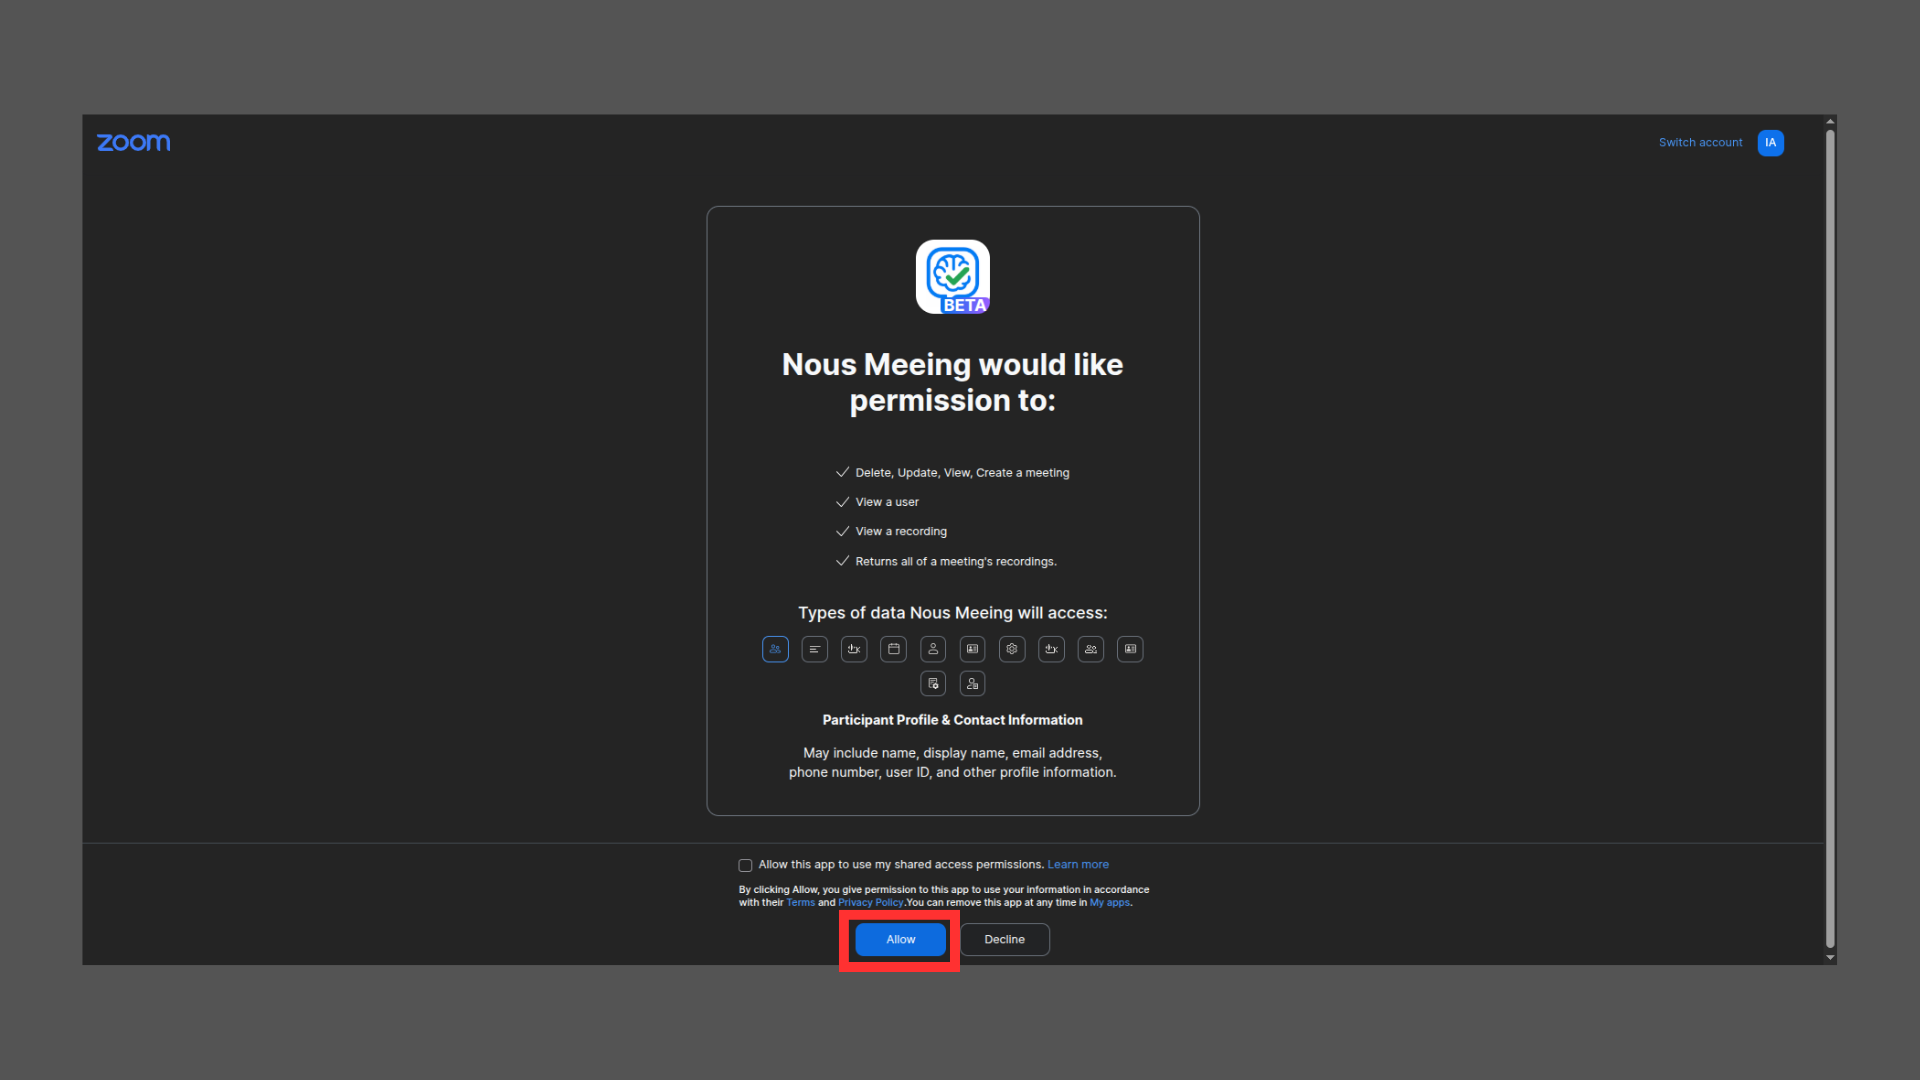 zoom
Switch account
IA
BETA
Nous Meeing would like
permission to:
Delete, Update, View, Create a meeting
View a user
View a recording
Returns all of a meeting's recordings.
Types of data Nous Meeing will access:
Participant Profile & Contact Information
May include name, display name, email address,
phone number, user ID, and other profile information.
Allow this app to use my shared access permissions. Learn more
By clicking Allow, you give permission to this app to use your information in accordance
with their Terms and Privacy Policy.You can remove this app at any time in My apps.
Allow
Decline